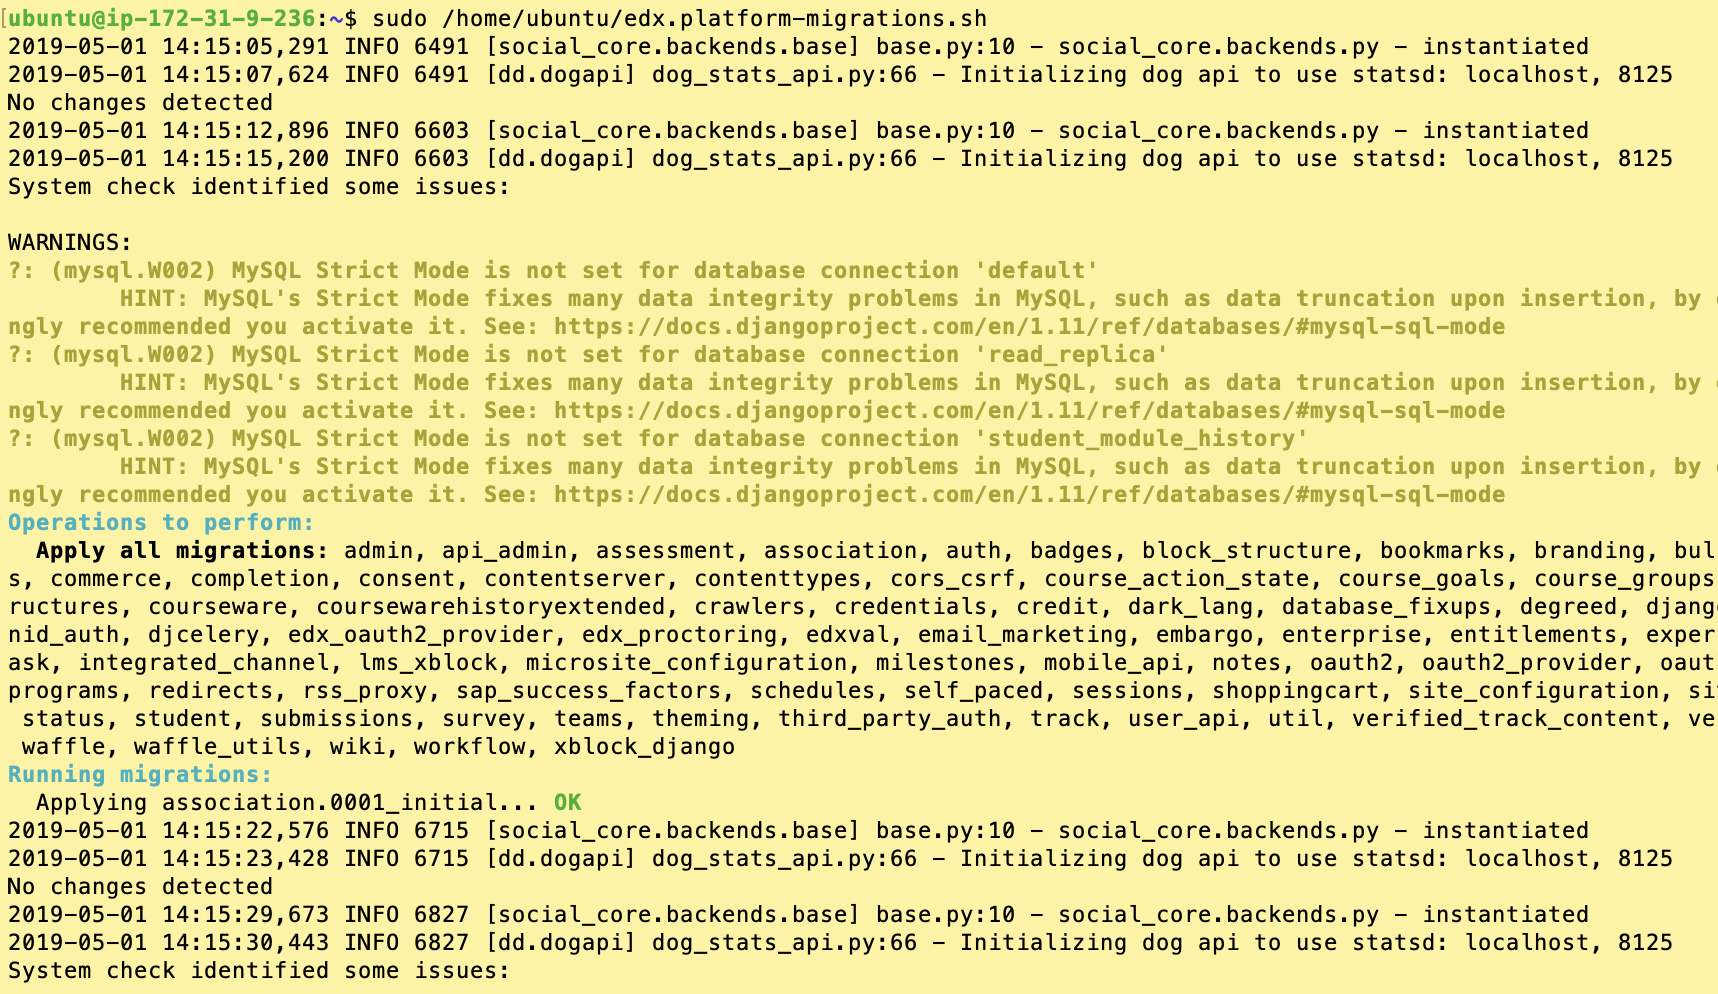 [ubuntu@ip-172-31-9-236:~$ sudo /home/ubuntu/edx.platform-migrations.sh
2019-05-01 14:15:05,291 INFO 6491 [social_core.backends.base] base.py:10 - social_core.backends.py - instantiated
2019-05-01 14:15:07,624 INFO 6491 [dd.dogapi] dog_stats_api.py:66 - Initializing dog api to use statsd: localhost, 8125
No changes detected
2019-05-01 14:15:12,896 INFO 6603 [social_core.backends.base] base.py:10 - social_core.backends.py - instantiated
2019-05-01 14:15:15,200 INFO 6603 [dd.dogapi] dog_stats_api.py:66 - Initializing dog api to use statsd: localhost, 8125
System check identified some issues:

WARNINGS:
?: (mysql.W002) MySQL Strict Mode is not set for database connection 'default'
HINT: MySQL's Strict Mode fixes many data integrity problems in MySQL, such as data truncation upon insertion, by
ngly recommended you activate it. See: https://docs.djangoproject.com/en/1.11/ref/databases/#mysql-sql-mode
?: (mysql.W002) MySQL Strict Mode is not set for database connection 'read_replica'
HINT: MySQL's Strict Mode fixes many data integrity problems in MySQL, such as data truncation upon insertion, by
ngly recommended you activate it. See: https://docs.djangoproject.com/en/1.11/ref/databases/#mysql-sql-mode
?: (mysql.W002) MySQL Strict Mode is not set for database connection 'student_module_history'
HINT: MySQL's Strict Mode fixes many data integrity problems in MySQL, such as data truncation upon insertion, by
ngly recommended you activate it. See: https://docs.djangoproject.com/en/1.11/ref/databases/#mysql-sql-mode
Operations to perform:
Apply all migrations: admin, api_admin, assessment, association, auth, badges, block_structure, bookmarks, branding, bul
s, commerce, completion, consent, contentserver, contenttypes, cors_csrf, course_action_state, course_goals, course_groups
ructures, courseware, coursewarehistoryextended, crawlers, credentials, credit, dark_lang, database_fixups, degreed, djang
nid_auth, djcelery, edx_oauth2_provider, edx_proctoring, edxval, email_marketing, embargo, enterprise, entitlements, exper
ask, integrated_channel, lms_xblock, microsite_configuration, milestones, mobile_api, notes, oauth2, oauth2_provider, oaut
programs, redirects, rss_proxy, sap_success_factors, schedules, self_paced, sessions, shoppingcart, site_configuration, si
status, student, submissions, survey, teams, theming, third_party_auth, track, user_api, util, verified_track_content, ve
waffle, waffle_utils, wiki, workflow, xblock_django
Running migrations:
Applying association.0001_initial... OK
2019-05-01 14:15:22,576 INFO 6715 [social_core.backends.base] base.py:10 - social_core.backends.py - instantiated
2019-05-01 14:15:23,428 INFO 6715 [dd.dogapi] dog_stats_api.py:66 - Initializing dog api to use statsd: localhost, 8125
No changes detected
2019-05-01 14:15:29,673 INFO 6827 [social_core.backends.base] base.py:10 - social_core.backends.py - instantiated
2019-05-01 14:15:30,443 INFO 6827 [dd.dogapi] dog_stats_api.py:66 - Initializing dog api to use statsd: localhost, 8125
System check identified some issues: